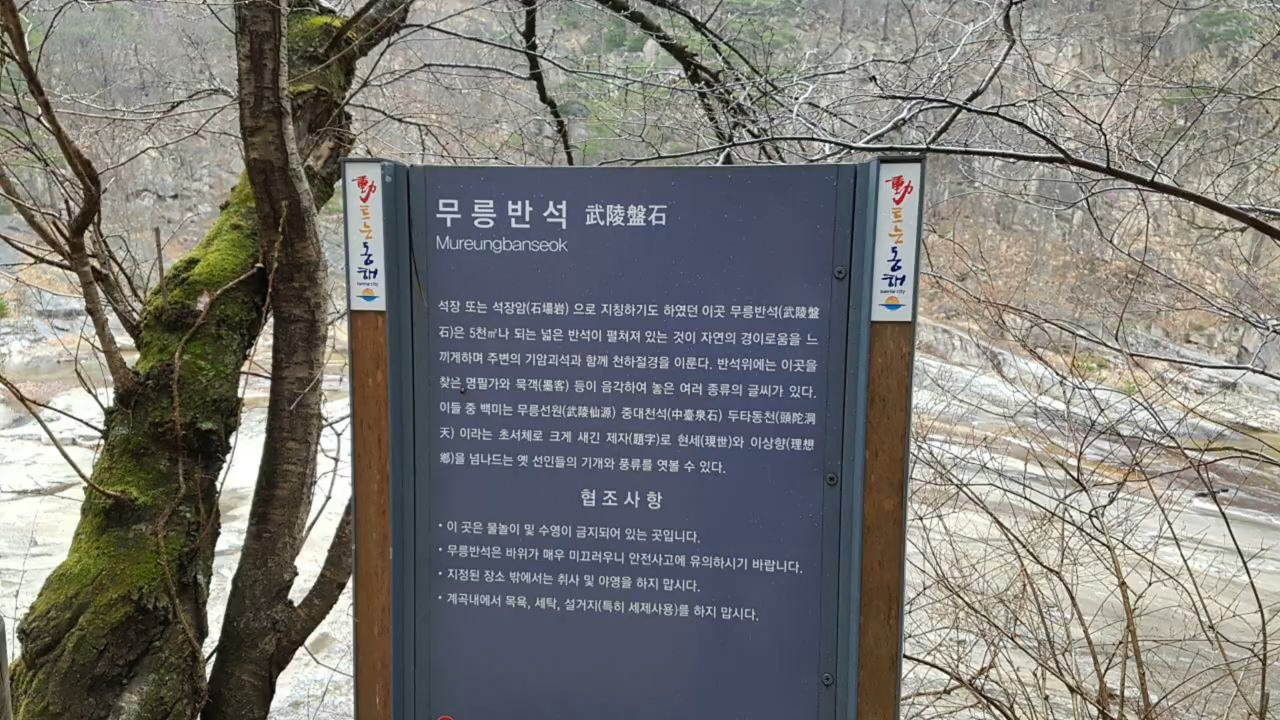 무릉반석 武陵盤石
Mureungbanseok
석장 또는 석장암(石場岩) 으로 지칭하기도 하였던 이곳 무릉반석(武陵盤
石)은 5천㎡나 되는 넓은 반석이 펼쳐져 있는 것이 자연의 경이로움을 느
끼게하며 주변의 기암괴석과 함께 천하절경을 이룬다. 반석위에는 이곳을
찾은 명필가와 묵객(墨客) 등이 음각하여 놓은 여러 종류의 글씨가 있다.
이들 중 백미는 무릉선원(武陵仙源) 중대천석(中臺泉石) 두타동천(頭陀洞
天) 이라는 초서체로 크게 새긴 제자(題字)로 현세(現世)와 이상향(理想
鄕)을 넘나드는 옛 선인들의 기개와 풍류를 엿볼 수 있다.
협조사항
• 이 곳은 물놀이 및 수영이 금지되어 있는 곳입니다.
• 무릉반석은 바위가 매우 미끄러우니 안전사고에 유의하시기 바랍니다.
• 지정된 장소 밖에서는 취사 및 야영을 하지 맙시다.
• 계곡내에서 목욕, 세탁, 설거지(특히 세제사용)를 하지 맙시다.
動트는동해
sunrise city
動트는동해
sunrise city